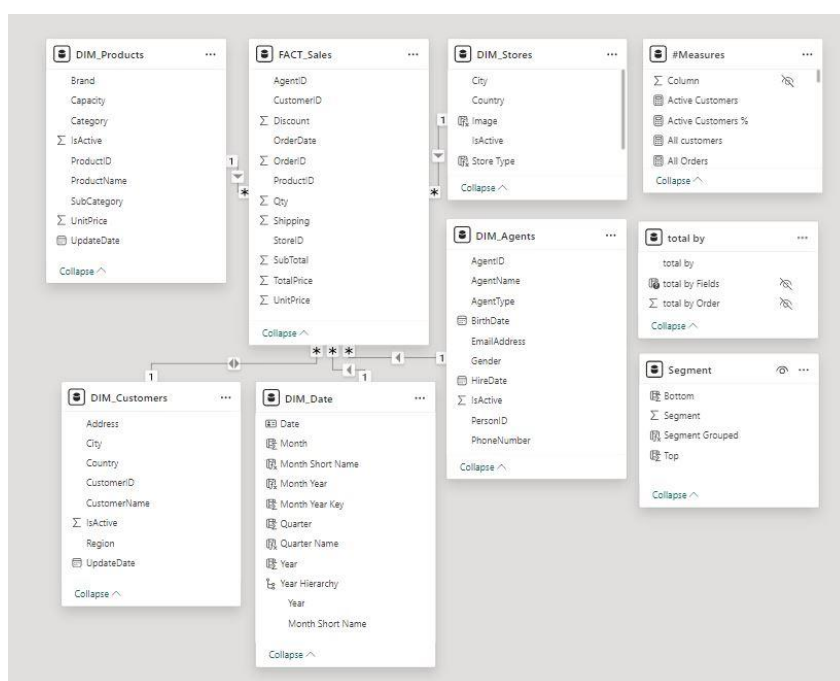 DIM_Products
Brand
Capacity
Category
IsActive
ProductID
ProductName
SubCategory
UnitPrice
UpdateDate
Collapse
FACT_Sales
AgentID
CustomerID
Discount
OrderDate
OrderID
ProductID
Qty
Shipping
StoreID
SubTotal
TotalPrice
UnitPrice
Collapse
DIM_Stores
City
Country
Image
IsActive
Store Type
Collapse
#Measures
Column
Active Customers
Active Customers %
All customers
All Orders
Collapse
1
*
1
*
DIM_Agents
AgentID
AgentName
AgentType
BirthDate
EmailAddress
Gender
HireDate
IsActive
PersonID
PhoneNumber
Collapse
total by
total by
total by Fields
total by Order
Collapse
Segment
Bottom
Segment
Segment Grouped
Top
Collapse
* * *
1
1
1
DIM_Customers
Address
City
Country
CustomerID
CustomerName
IsActive
Region
UpdateDate
Collapse
DIM_Date
Date
Month
Month Short Name
Month Year
Month Year Key
Quarter
Quarter Name
Year
Year Hierarchy
Year
Month Short Name
Collapse